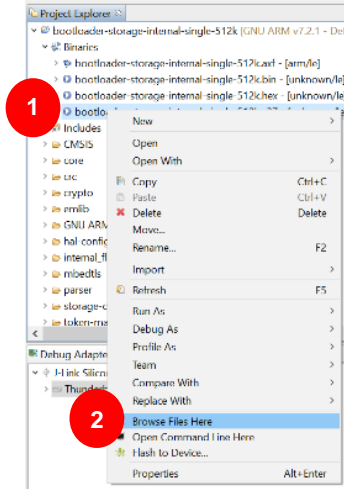 Project Explorer
bootloader-storage-internal-single-512k [GNU ARM v7.2.1 - De
Binaries
bootloader-storage-internal-single-512k.axf - [arm/le]
bootloader-storage-internal-single-512k.bin - [unknown/le
bootloader-storage-internal-single-512k.hex - [unknown/le
1
bootlo
Includes
CMSIS
core
crc
crypto
emlib
GNU ARM
hal-config
internal_fl
mbedtls
parser
storage-c
token-ma
New
Open
Open With
Copy Ctrl+C
Paste Ctrl+V
Delete Delete
Move...
Rename... F2
Import
Refresh F5
Run As
Debug As
Profile As
Team
Compare With
Replace With
Browse Files Here
Open Command Line Here
Flash to Device...
Properties Alt+Enter
Debug Adapte
J-Link Silico
Thunderb
2